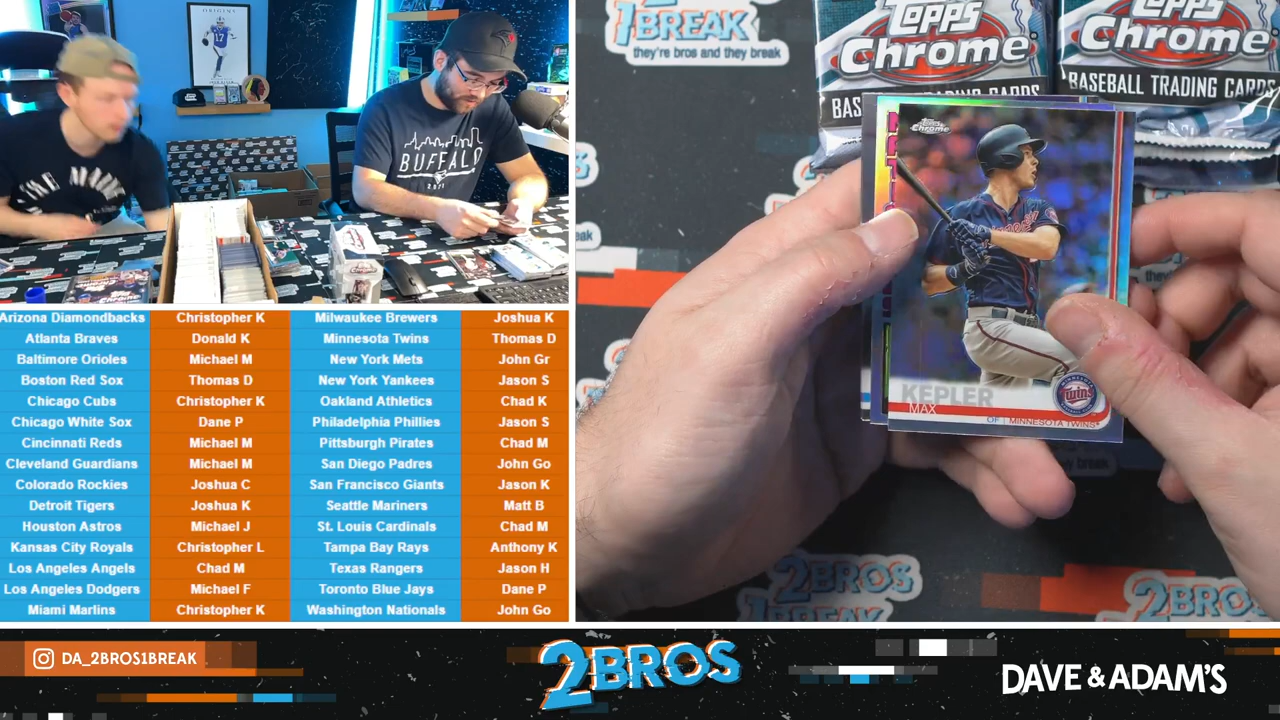 17
BUFFALO
Arizona Diamondbacks Christopher K Milwaukee Brewers Joshua K
Atlanta Braves Donald K Minnesota Twins Thomas D
Baltimore Orioles Michael M New York Mets John Gr
Boston Red Sox Thomas D New York Yankees Jason S
Chicago Cubs Christopher K Oakland Athletics Chad K
Chicago White Sox Dane P Philadelphia Phillies Jason S
Cincinnati Reds Michael M Pittsburgh Pirates Chad M
Cleveland Guardians Michael M San Diego Padres John Go
Colorado Rockies Joshua C San Francisco Giants Jason K
Detroit Tigers Joshua K Seattle Mariners Matt B
Houston Astros Michael J St. Louis Cardinals Chad M
Kansas City Royals Christopher L Tampa Bay Rays Anthony K
Los Angeles Angels Chad M Texas Rangers Jason H
Los Angeles Dodgers Michael F Toronto Blue Jays Dane P
Miami Marlins Christopher K Washington Nationals John Go
2BROS
1BREAK
they're bros and they break
Topps
Chrome
Topps
Chrome
BASEBALL TRADING CARDS
Topps
Chrome
KEPLER
MAX
OF | MINNESOTA TWINS
Twins
2BROS
1BREAK
2BROS
DA_2BROS1BREAK
2BROS
DAVE & ADAM'S